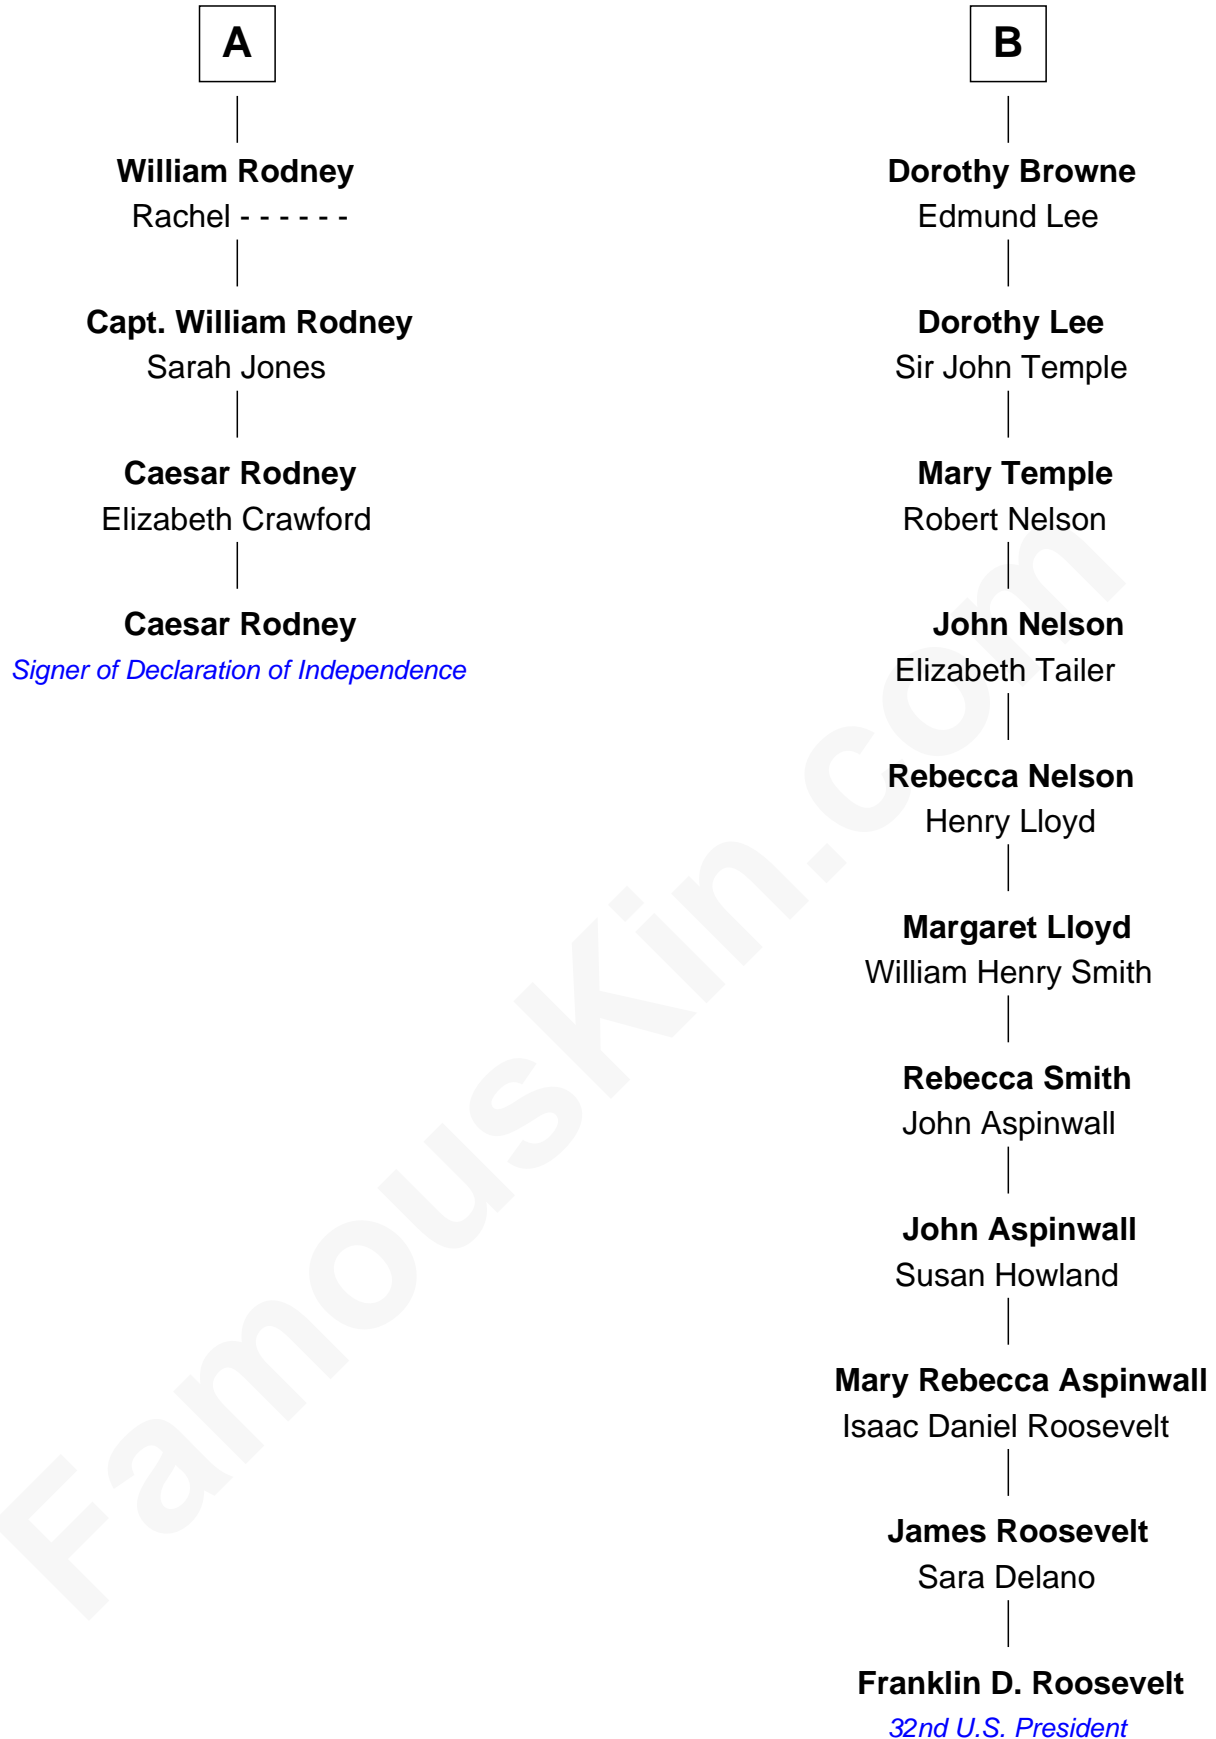 A
William Rodney
Rachel - - - - - -
Capt. William Rodney
Sarah Jones
Caesar Rodney
Elizabeth Crawford
Caesar Rodney
Signer of Declaration of Independence
B
Dorothy Browne
Edmund Lee
Dorothy Lee
Sir John Temple
Mary Temple
Robert Nelson
John Nelson
Elizabeth Tailer
Rebecca Nelson
Henry Lloyd
Margaret Lloyd
William Henry Smith
Rebecca Smith
John Aspinwall
John Aspinwall
Susan Howland
Mary Rebecca Aspinwall
Isaac Daniel Roosevelt
James Roosevelt
Sara Delano
Franklin D. Roosevelt
32nd U.S. President
FamousKin.com